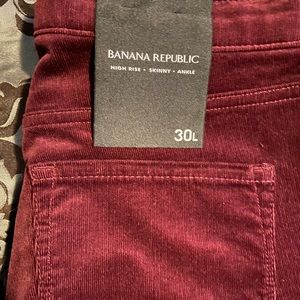 BANANA REPUBLIC
HIGH RISE • SKINNY • ANKLE
30L